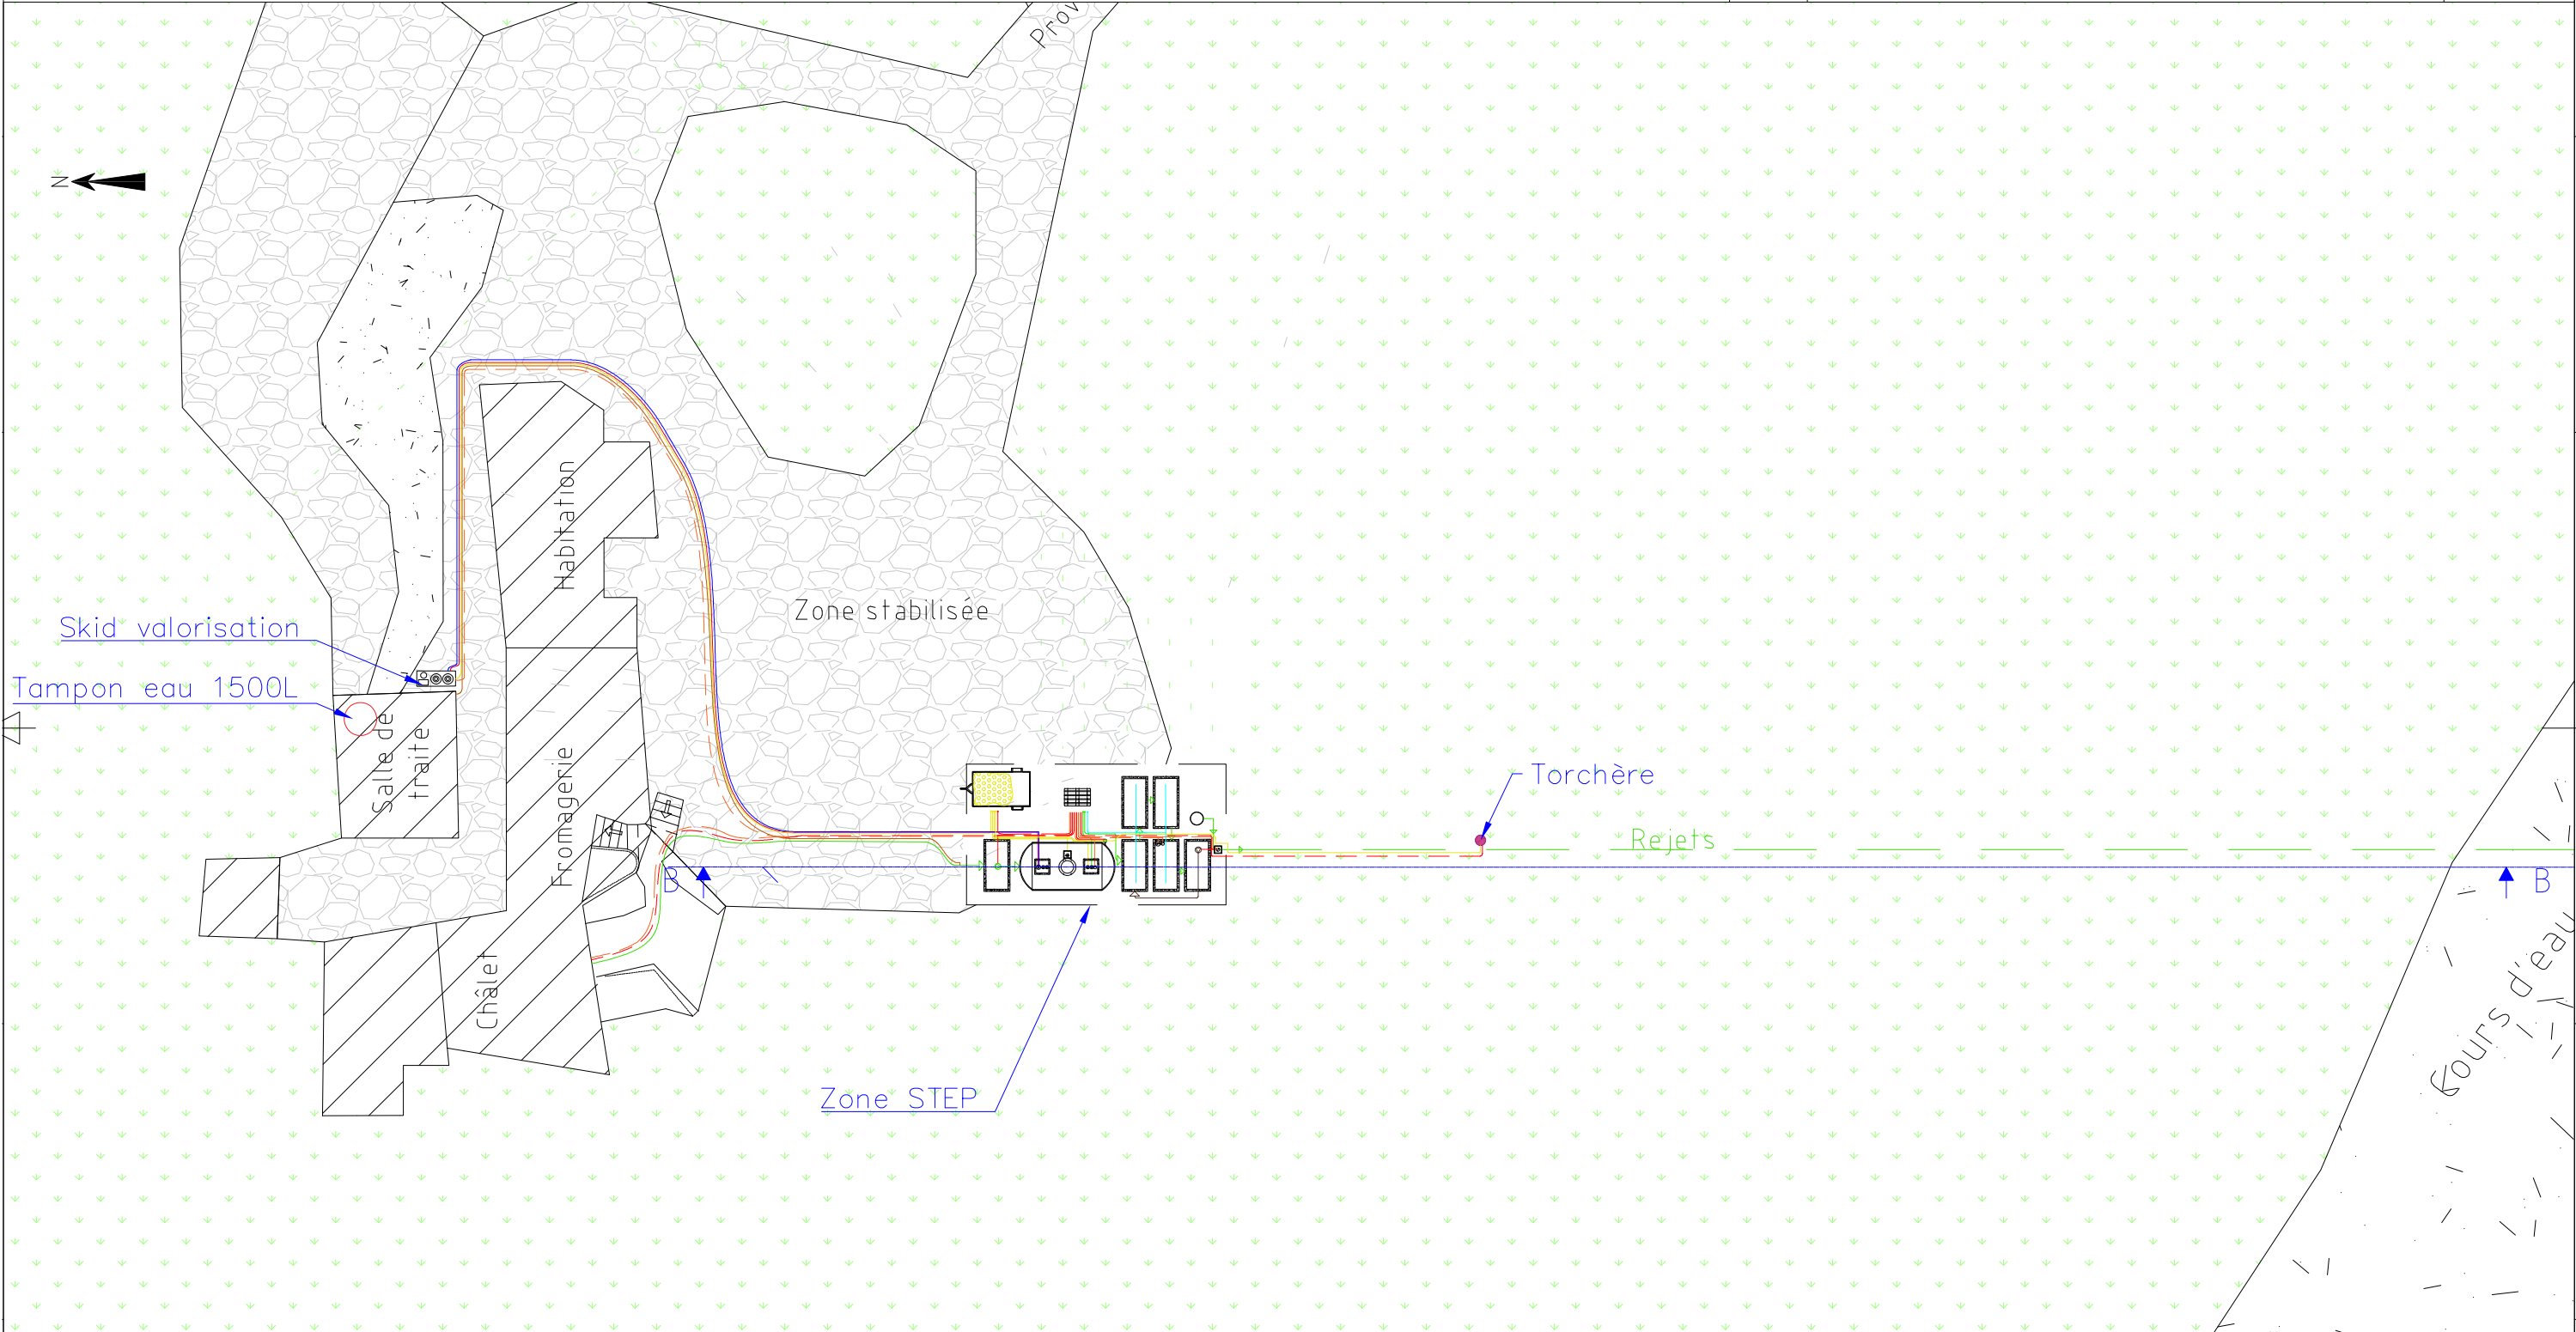 Prov
N
Habitation
Zone stabilisée
Skid valorisation
Tampon eau 1500L
Salle de
traite
Fromagerie
Torchère
Rejets
B
B
Châlet
Cours d'eau
Zone STEP